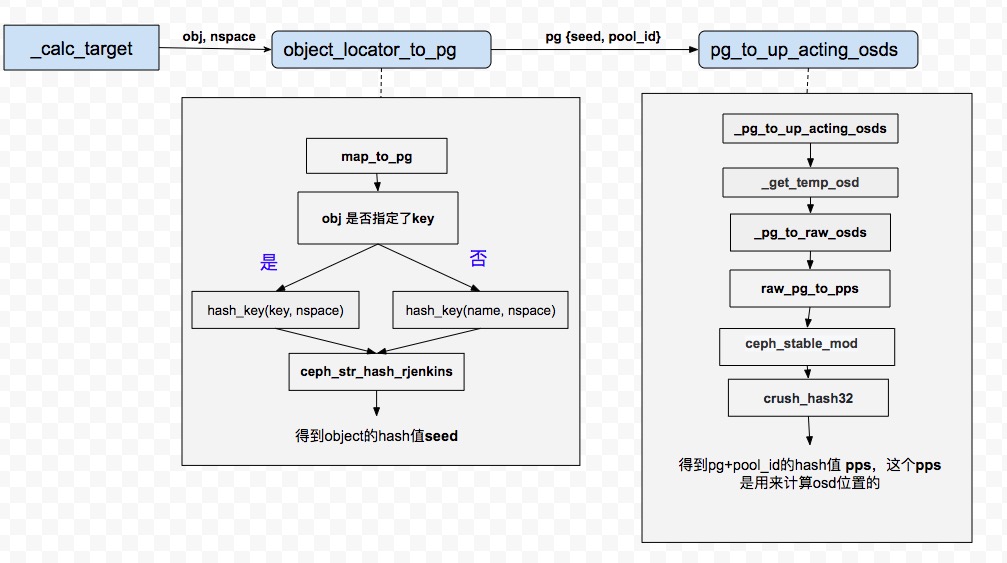 _calc_target
obj, nspace
object_locator_to_pg
pg {seed, pool_id}
pg_to_up_acting_osds
map_to_pg
obj 是否指定了key
是
否
hash_key(key, nspace)
hash_key(name, nspace)
ceph_str_hash_rjenkins
得到object的hash值seed
_pg_to_up_acting_osds
_get_temp_osd
_pg_to_raw_osds
raw_pg_to_pps
ceph_stable_mod
crush_hash32
得到pg+pool_id的hash值 pps，这个pps
是用来计算osd位置的